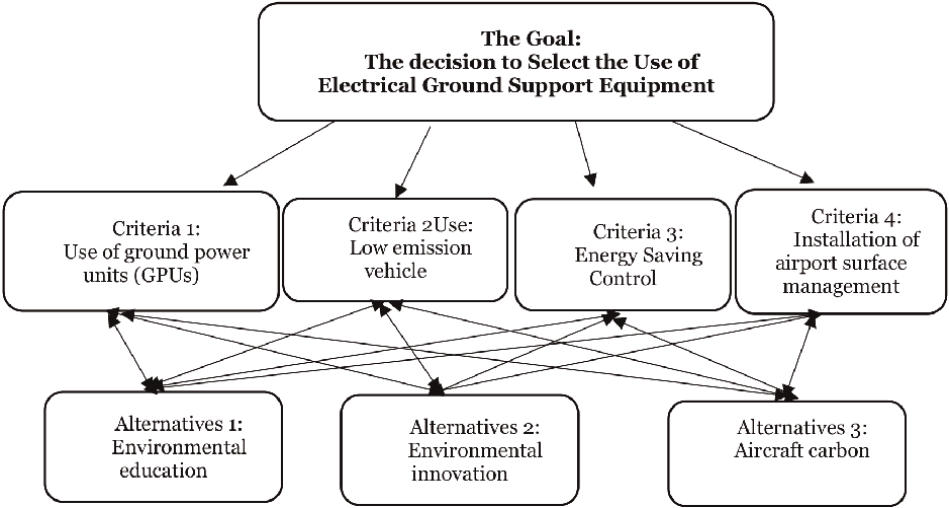 The Goal:
The decision to Select the Use of
Electrical Ground Support Equipment
Criteria 1:
Use of ground power
units (GPUs)
Criteria 2Use:
Low emission
vehicle
Criteria 3:
Energy Saving
Control
Criteria 4:
Installation of
airport surface
management
Alternatives 1:
Environmental
education
Alternatives 2:
Environmental
innovation
Alternatives 3:
Aircraft carbon